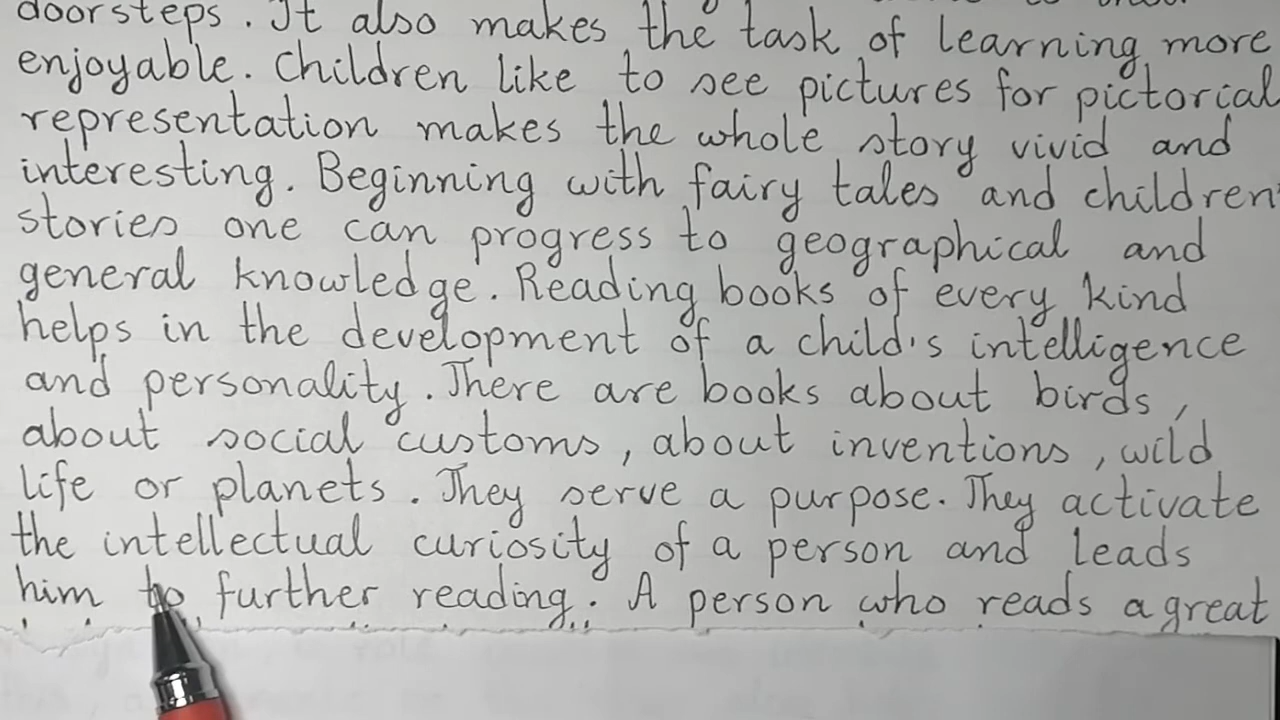 doorsteps. It also makes the task of learning more
enjoyable. Children like to see pictures for pictorial
representation makes the whole story vivid and
interesting. Beginning with fairy tales and children
stories one can progress to geographical and
general knowledge. Reading books of every kind
helps in the development of a child's intelligence
and personality. There are books about birds,
about social customs, about inventions, wild
life or planets. They serve a purpose. They activate
the intellectual curiosity of a person and leads
him to further reading. A person who reads a great